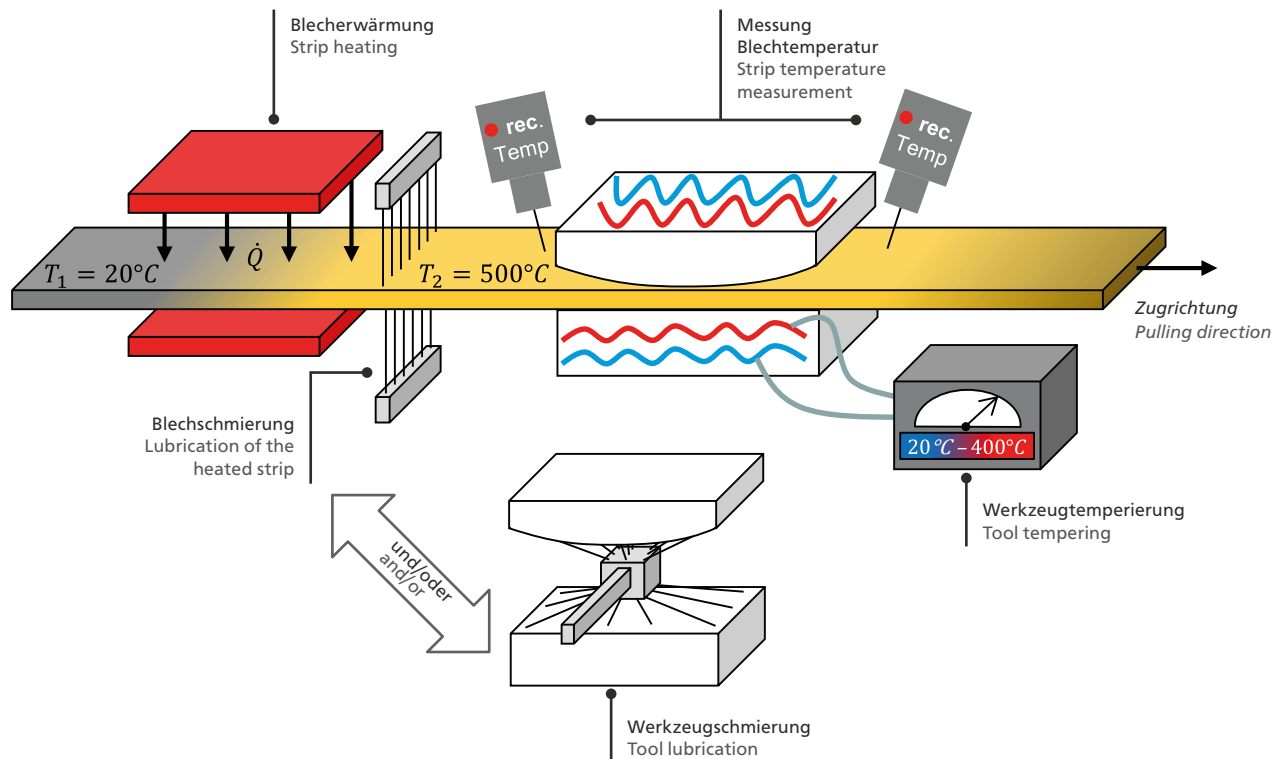 Blecherwärmung
Strip heating
Messung
Blechtemperatur
Strip temperature
measurement
rec.
Temp
rec.
Temp
T₁ = 20°C
Q̇
T₂ = 500°C
Zugrichtung
Pulling direction
Blechschmierung
Lubrication of the
heated strip
20°C – 400°C
Werkzeugtemperierung
Tool tempering
und/oder
and/or
Werkzeugschmierung
Tool lubrication